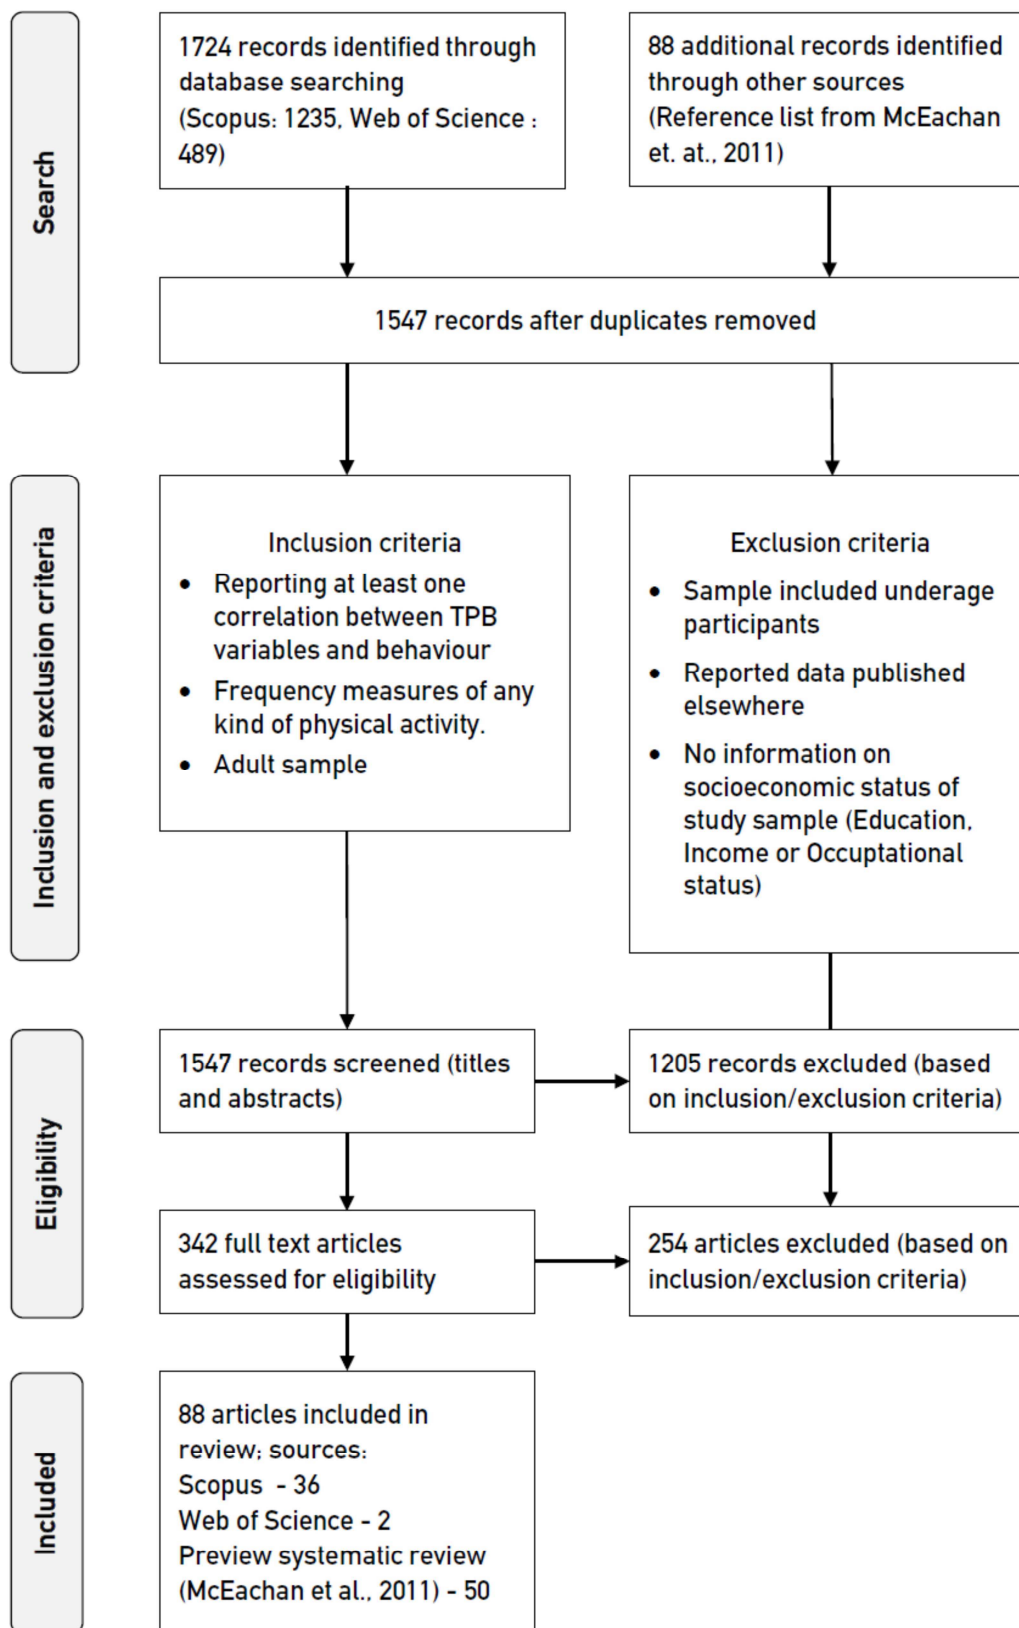 Search
1724 records identified through
database searching
(Scopus: 1235, Web of Science :
489)
88 additional records identified
through other sources
(Reference list from McEachan
et. at., 2011)
1547 records after duplicates removed
Inclusion and exclusion criteria
Inclusion criteria
• Reporting at least one
correlation between TPB
variables and behaviour
• Frequency measures of any
kind of physical activity.
• Adult sample
Exclusion criteria
• Sample included underage
participants
• Reported data published
elsewhere
• No information on
socioeconomic status of
study sample (Education,
Income or Occuptational
status)
Eligibility
1547 records screened (titles
and abstracts)
1205 records excluded (based
on inclusion/exclusion criteria)
342 full text articles
assessed for eligibility
254 articles excluded (based on
inclusion/exclusion criteria)
Included
88 articles included in
review; sources:
Scopus - 36
Web of Science - 2
Preview systematic review
(McEachan et al., 2011) - 50